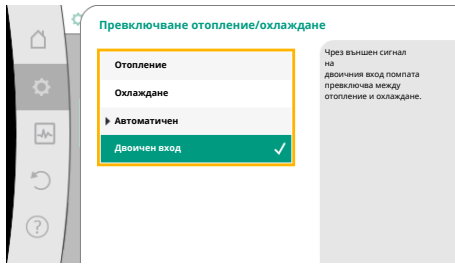 Превключване отопление/охлаждане
Отопление
Охлаждане
Автоматичен
Двоичен вход
Чрез външен сигнал
на
двоичния вход помпата
превключва между
отопление и охлаждане.